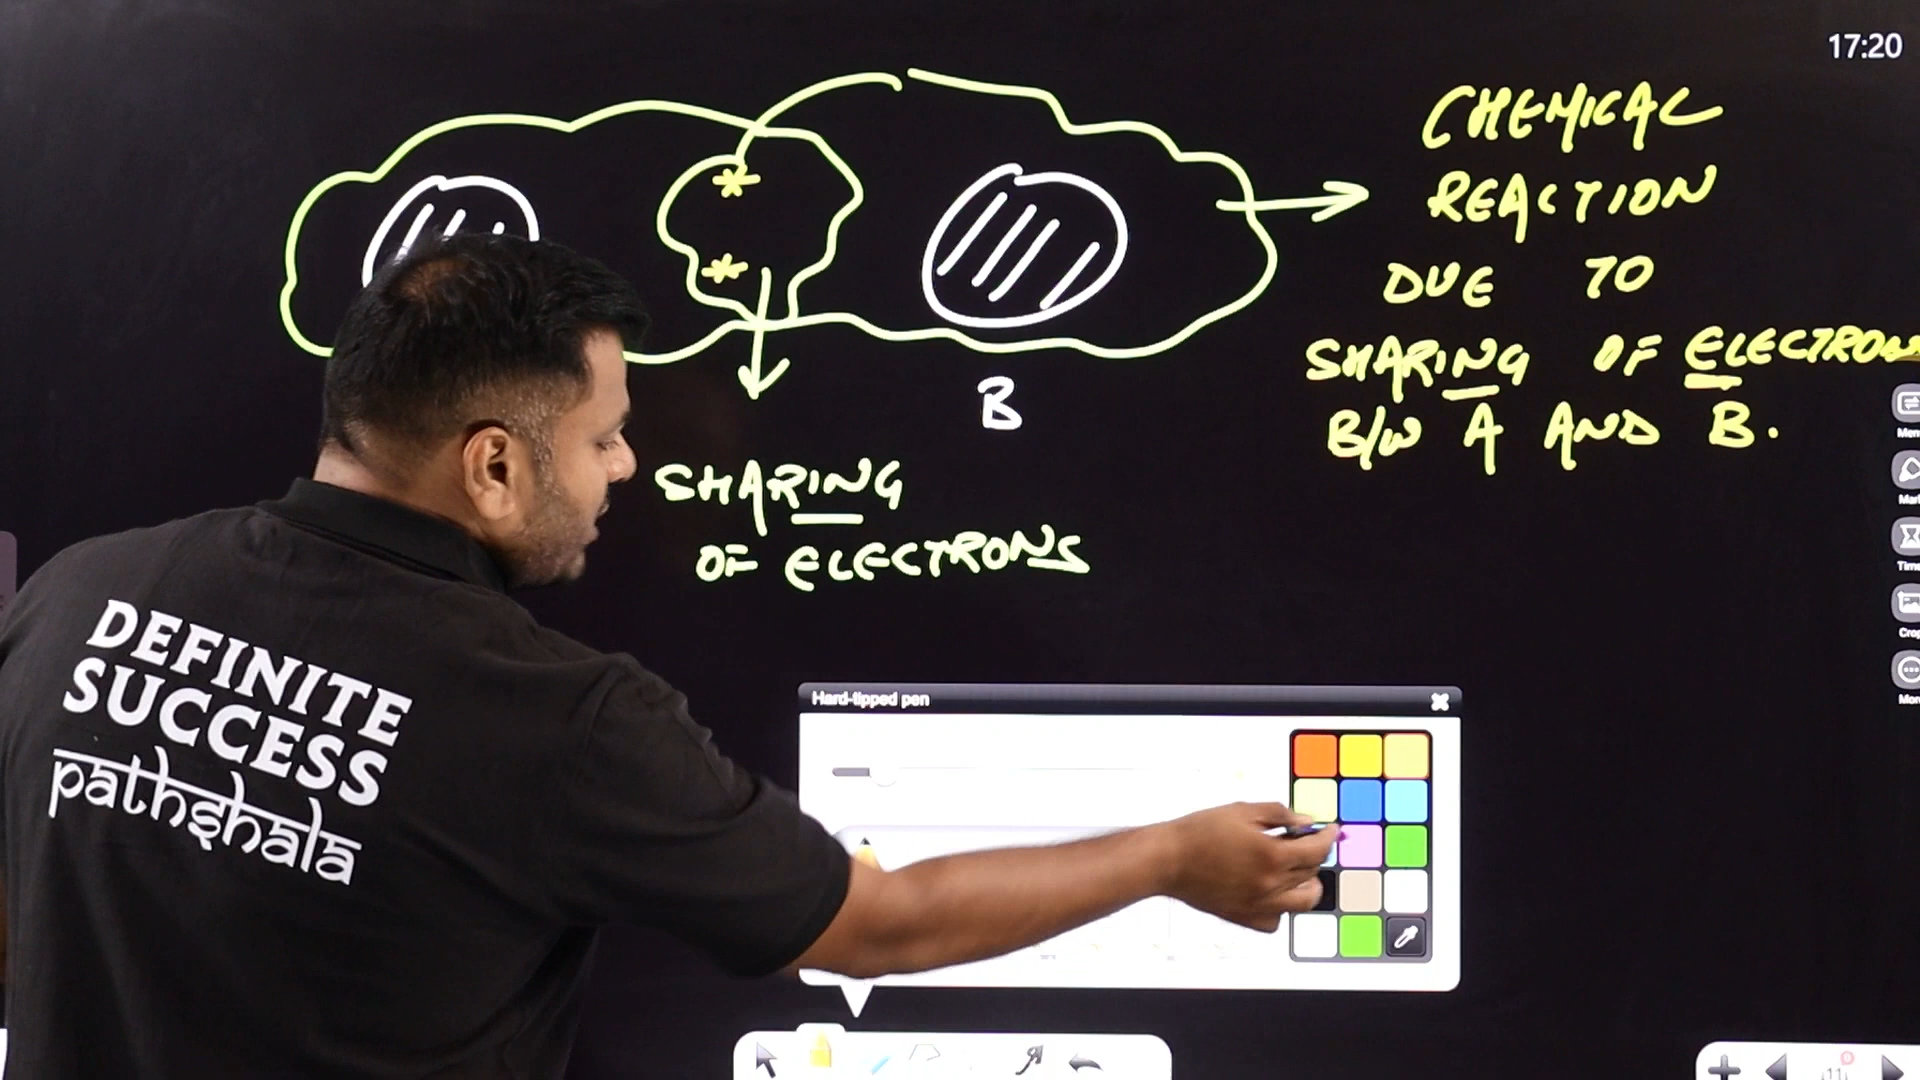 17:20
CHEMICAL
REACTION
DUE TO
SHARING OF ELECTRONS
B/W A AND B.
B
SHARING
OF ELECTRONS
DEFINITE
SUCCESS
pathshala
Hard-tipped pen
11